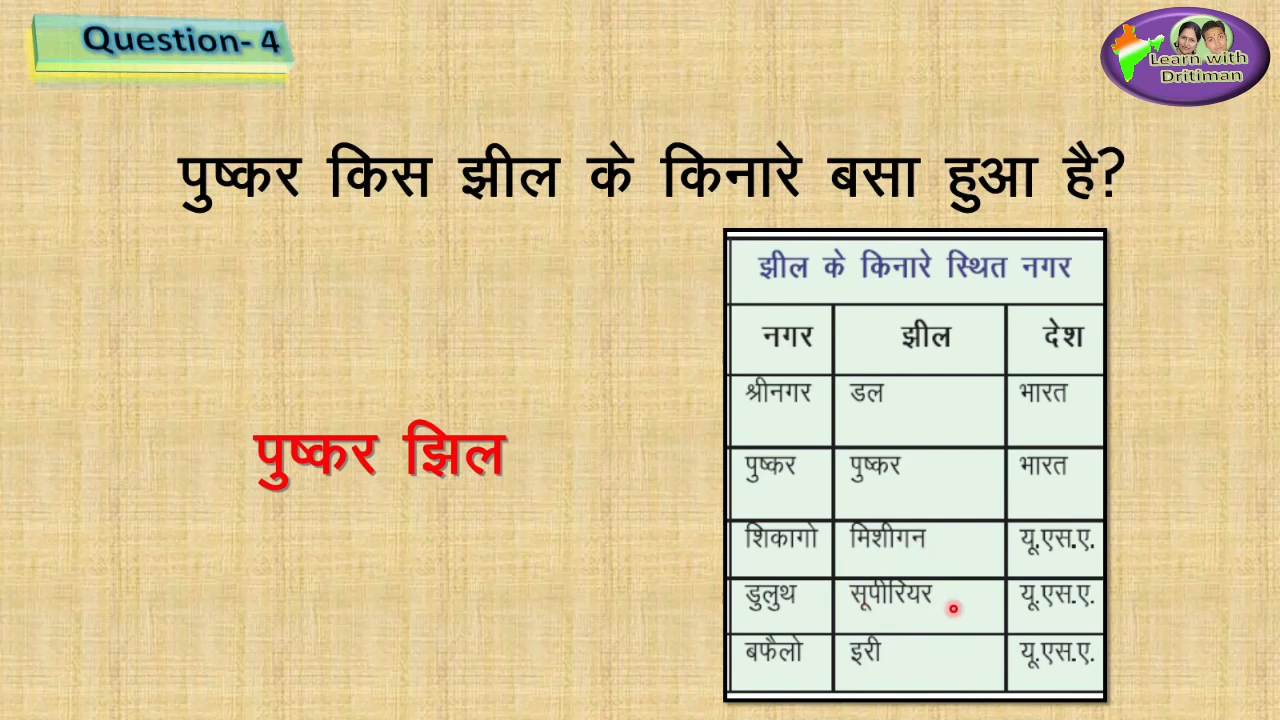 Question- 4
Learn with
Dritiman
पुष्कर किस झील के किनारे बसा हुआ है?
पुष्कर झिल
झील के किनारे स्थित नगर
नगर झील देश
श्रीनगर डल भारत
पुष्कर पुष्कर भारत
शिकागो मिशीगन यू.एस.ए.
डुलुथ सूपीरियर यू.एस.ए.
बफैलो इरी यू.एस.ए.